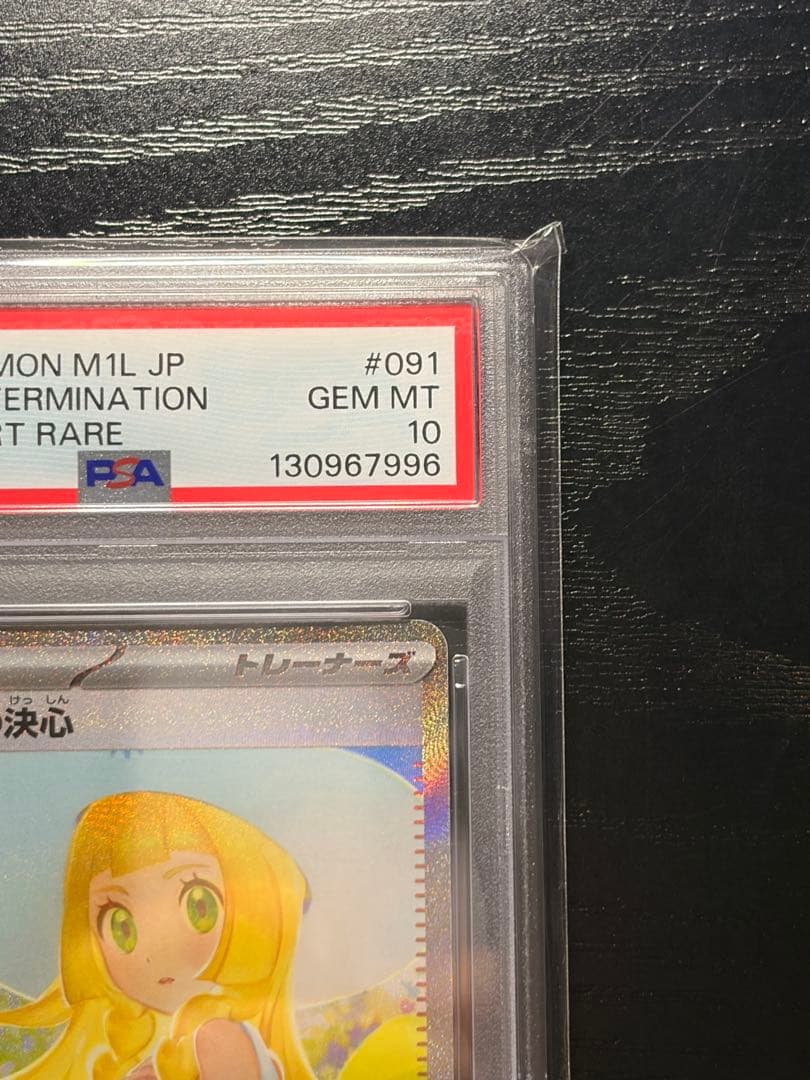 MON M1L JP #091
TERMINATION GEM MT
RT RARE 10
PSA 130967996
トレーナーズ
けっ しん
決心